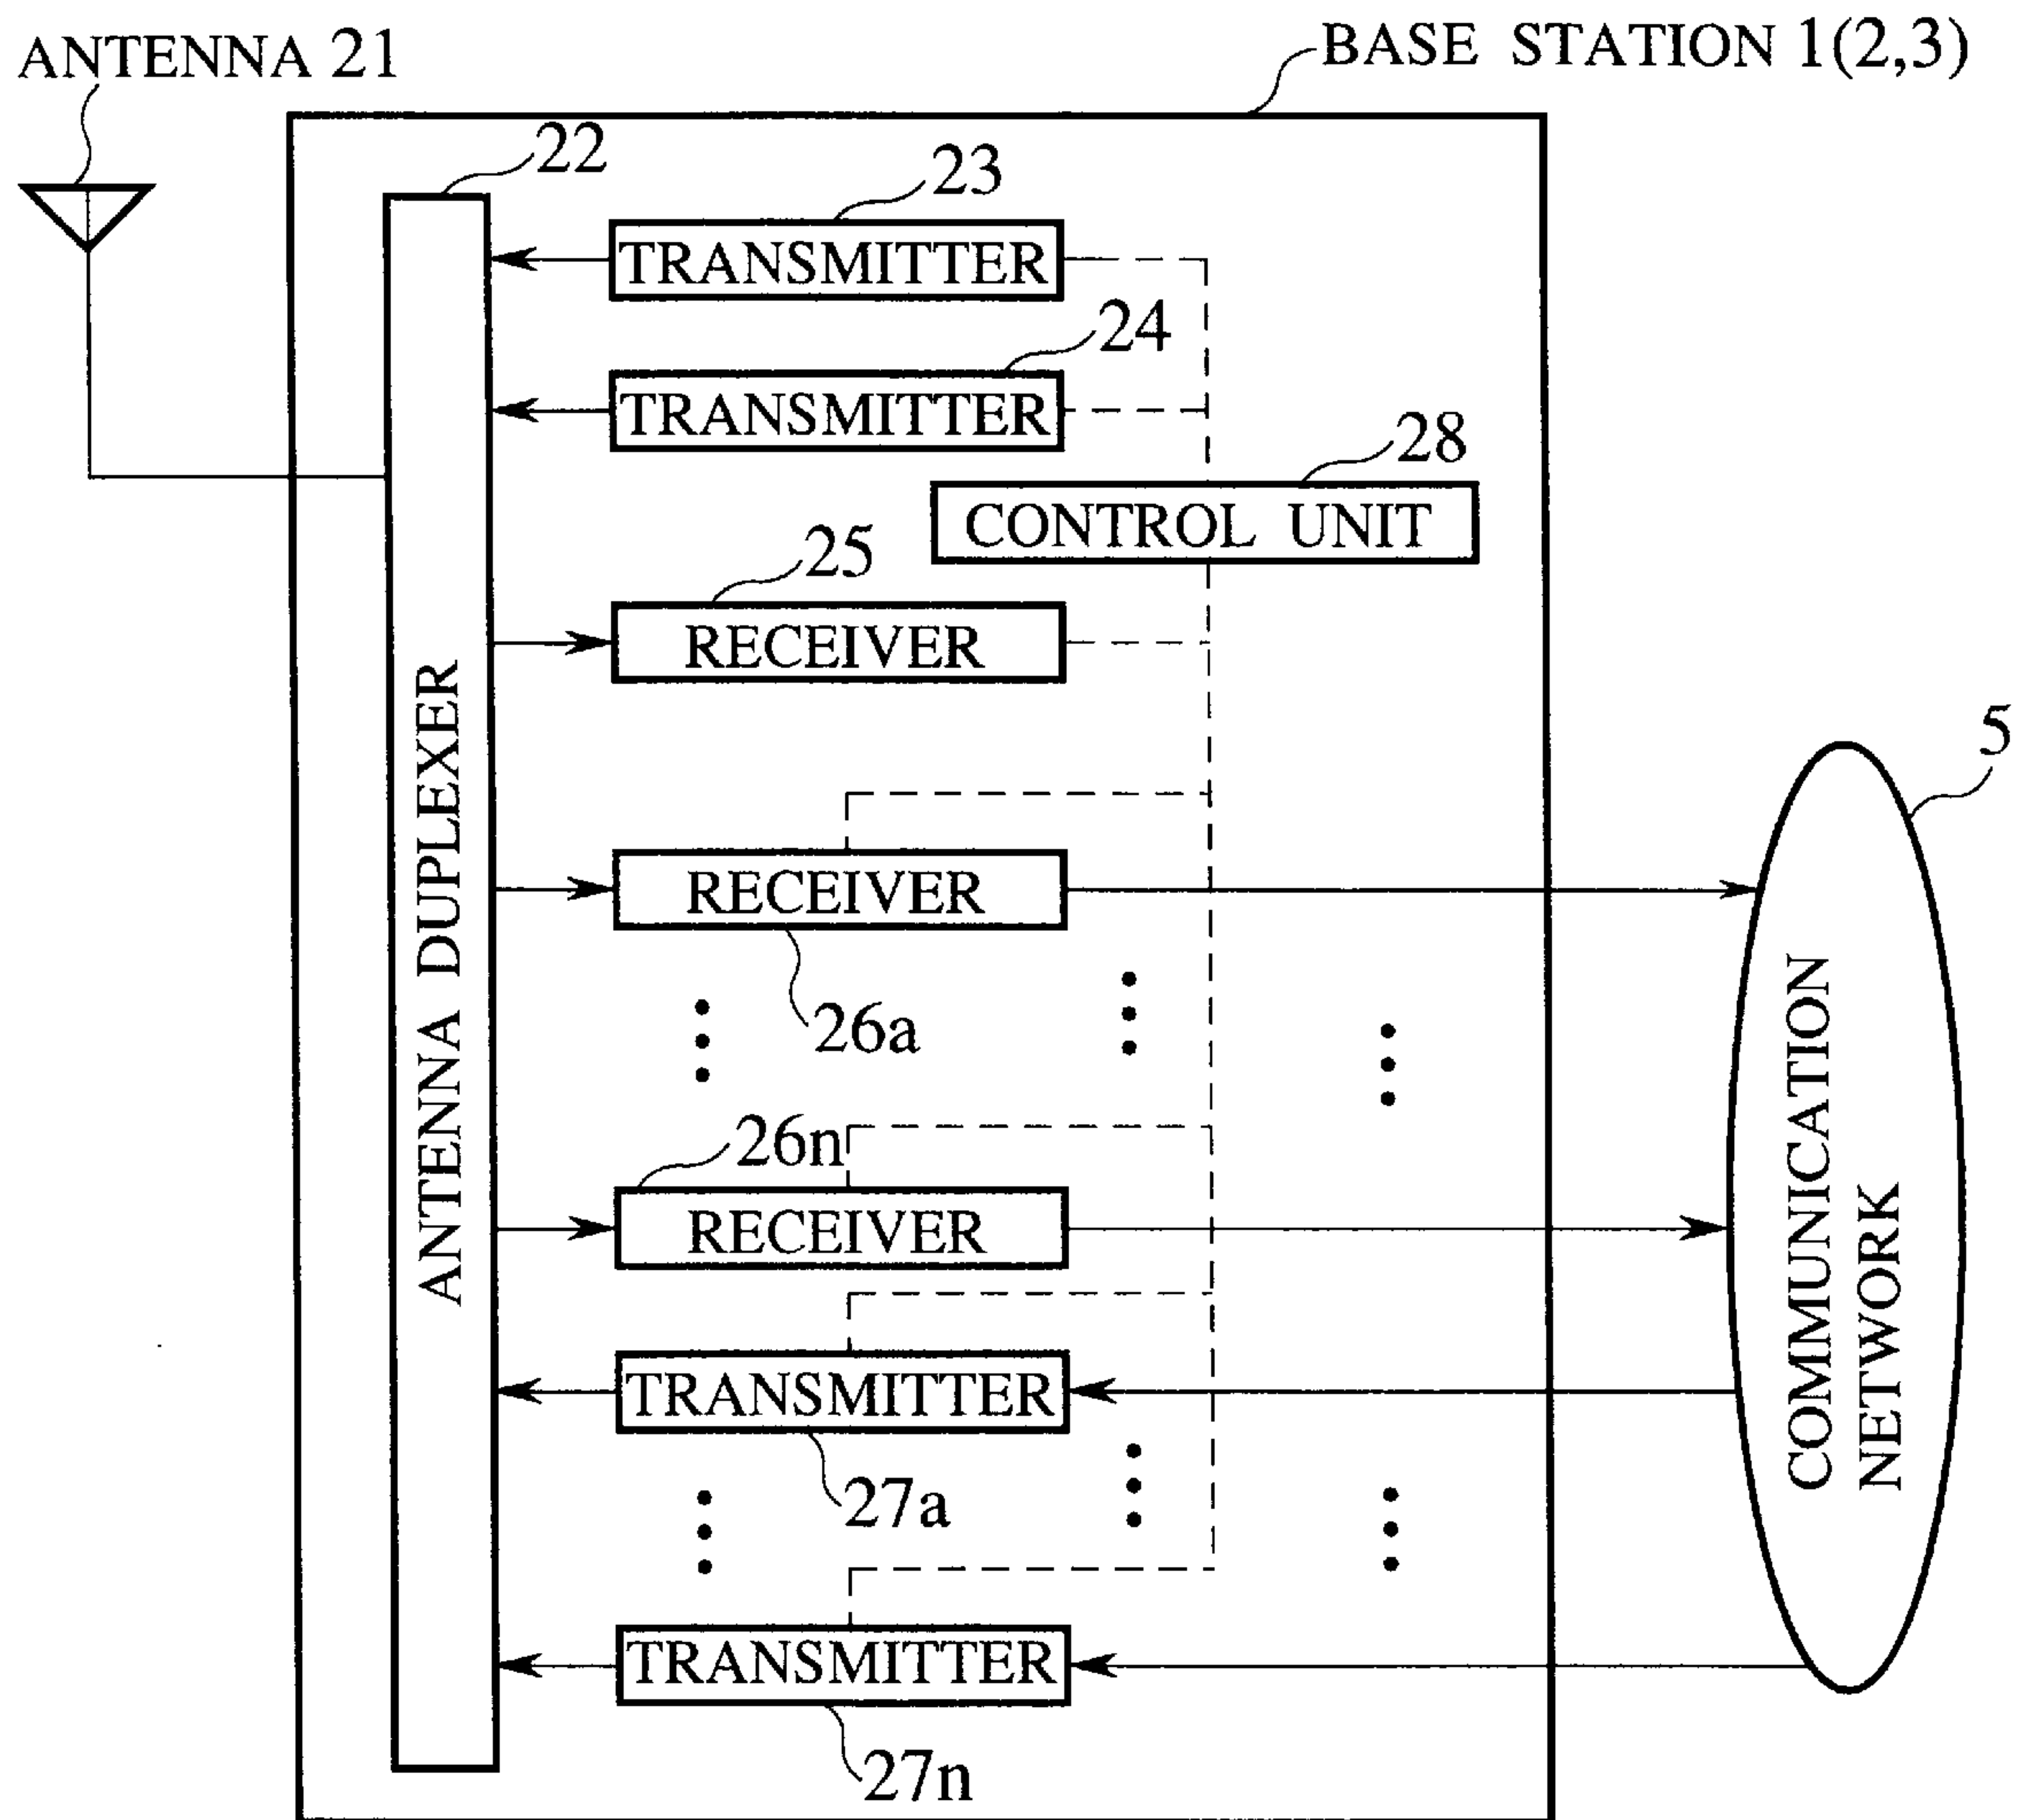 ANTENNA 21
BASE STATION 1(2,3)
22
23
TRANSMITTER
24
TRANSMITTER
28
CONTROL UNIT
25
RECEIVER
ANTENNA DUPLEXER
5
RECEIVER
26a
COMMUNICATION
NETWORK
26n
RECEIVER
TRANSMITTER
27a
TRANSMITTER
27n